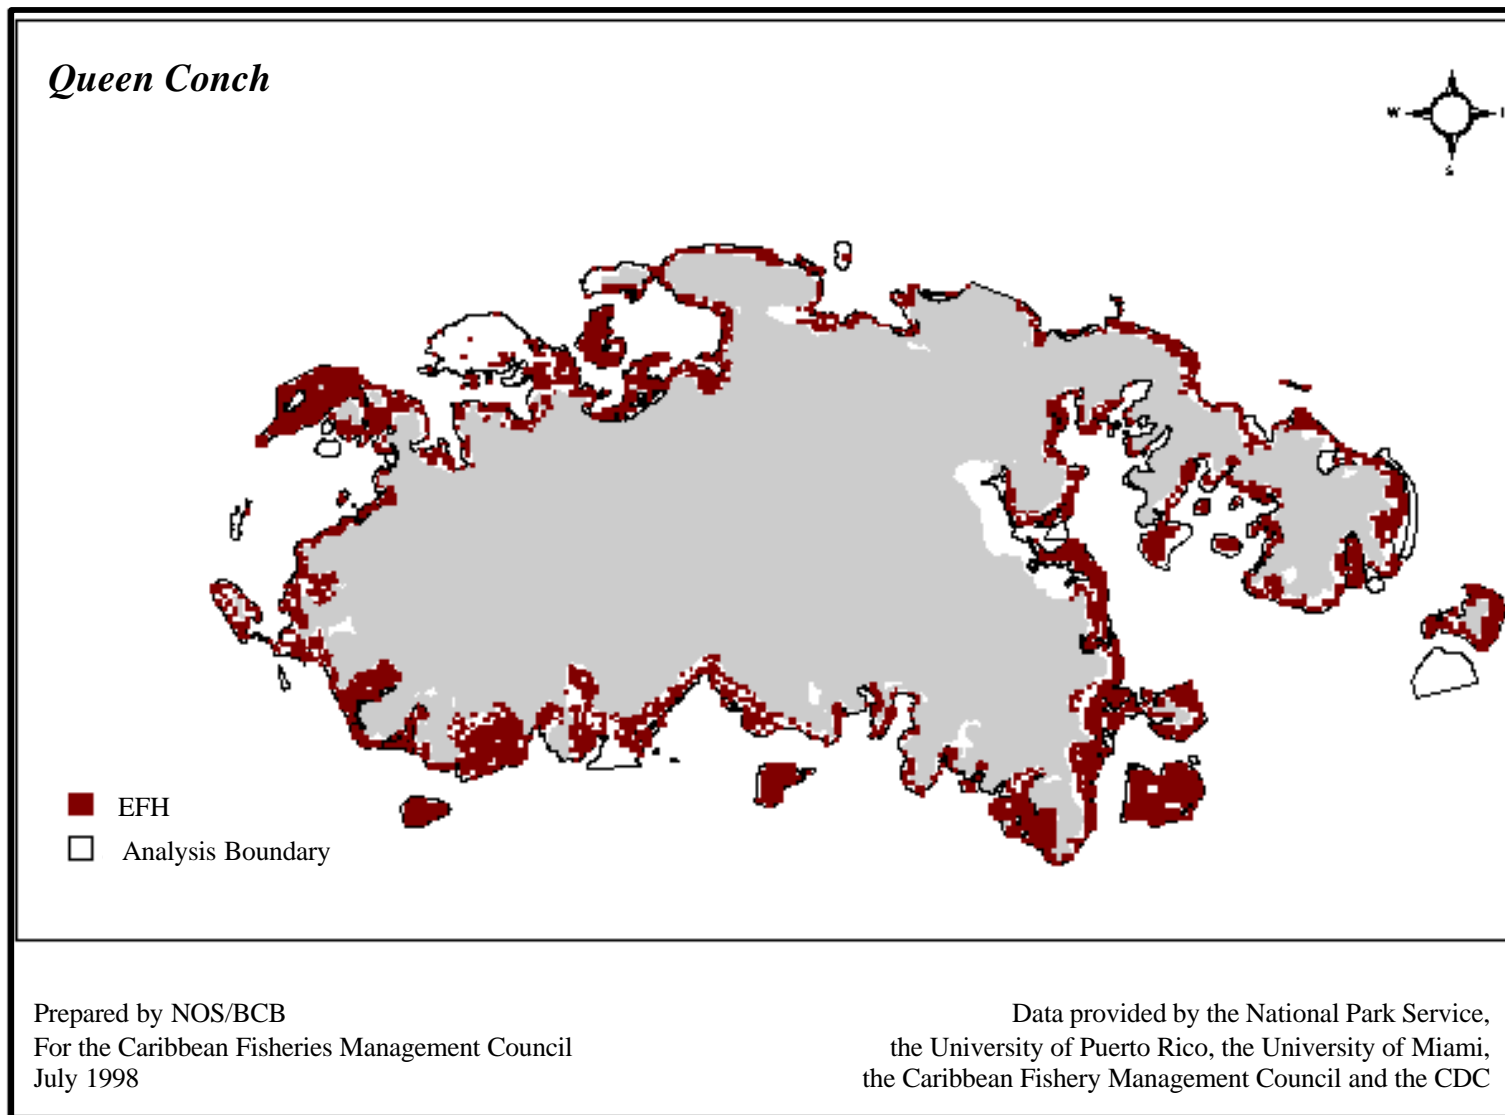 Queen Conch
W
S
EFH
Analysis Boundary
Prepared by NOS/BCB
For the Caribbean Fisheries Management Council
July 1998
Data provided by the National Park Service,
the University of Puerto Rico, the University of Miami,
the Caribbean Fishery Management Council and the CDC